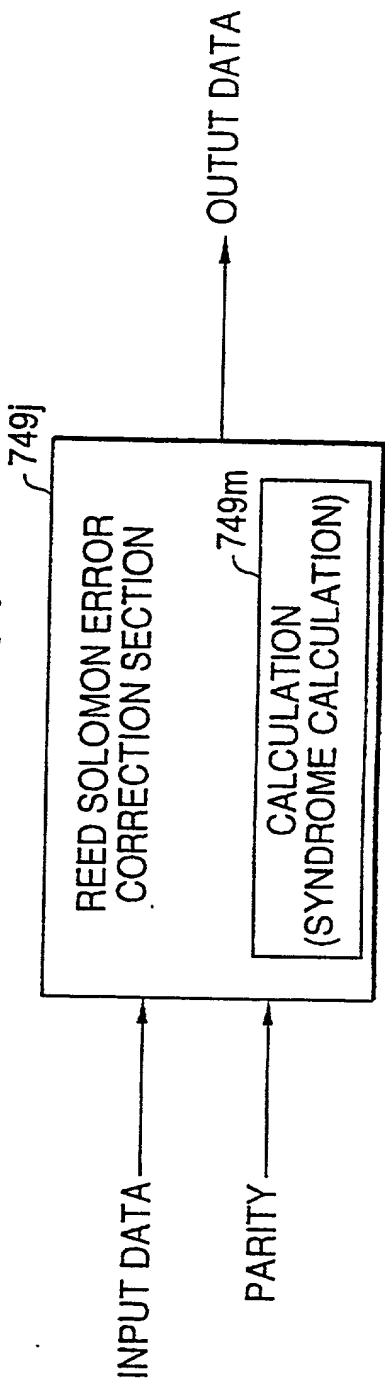 749j
REED SOLOMON ERROR
CORRECTION SECTION
749m
CALCULATION
(SYNDROME CALCULATION)
INPUT DATA
PARITY
OUTUT DATA